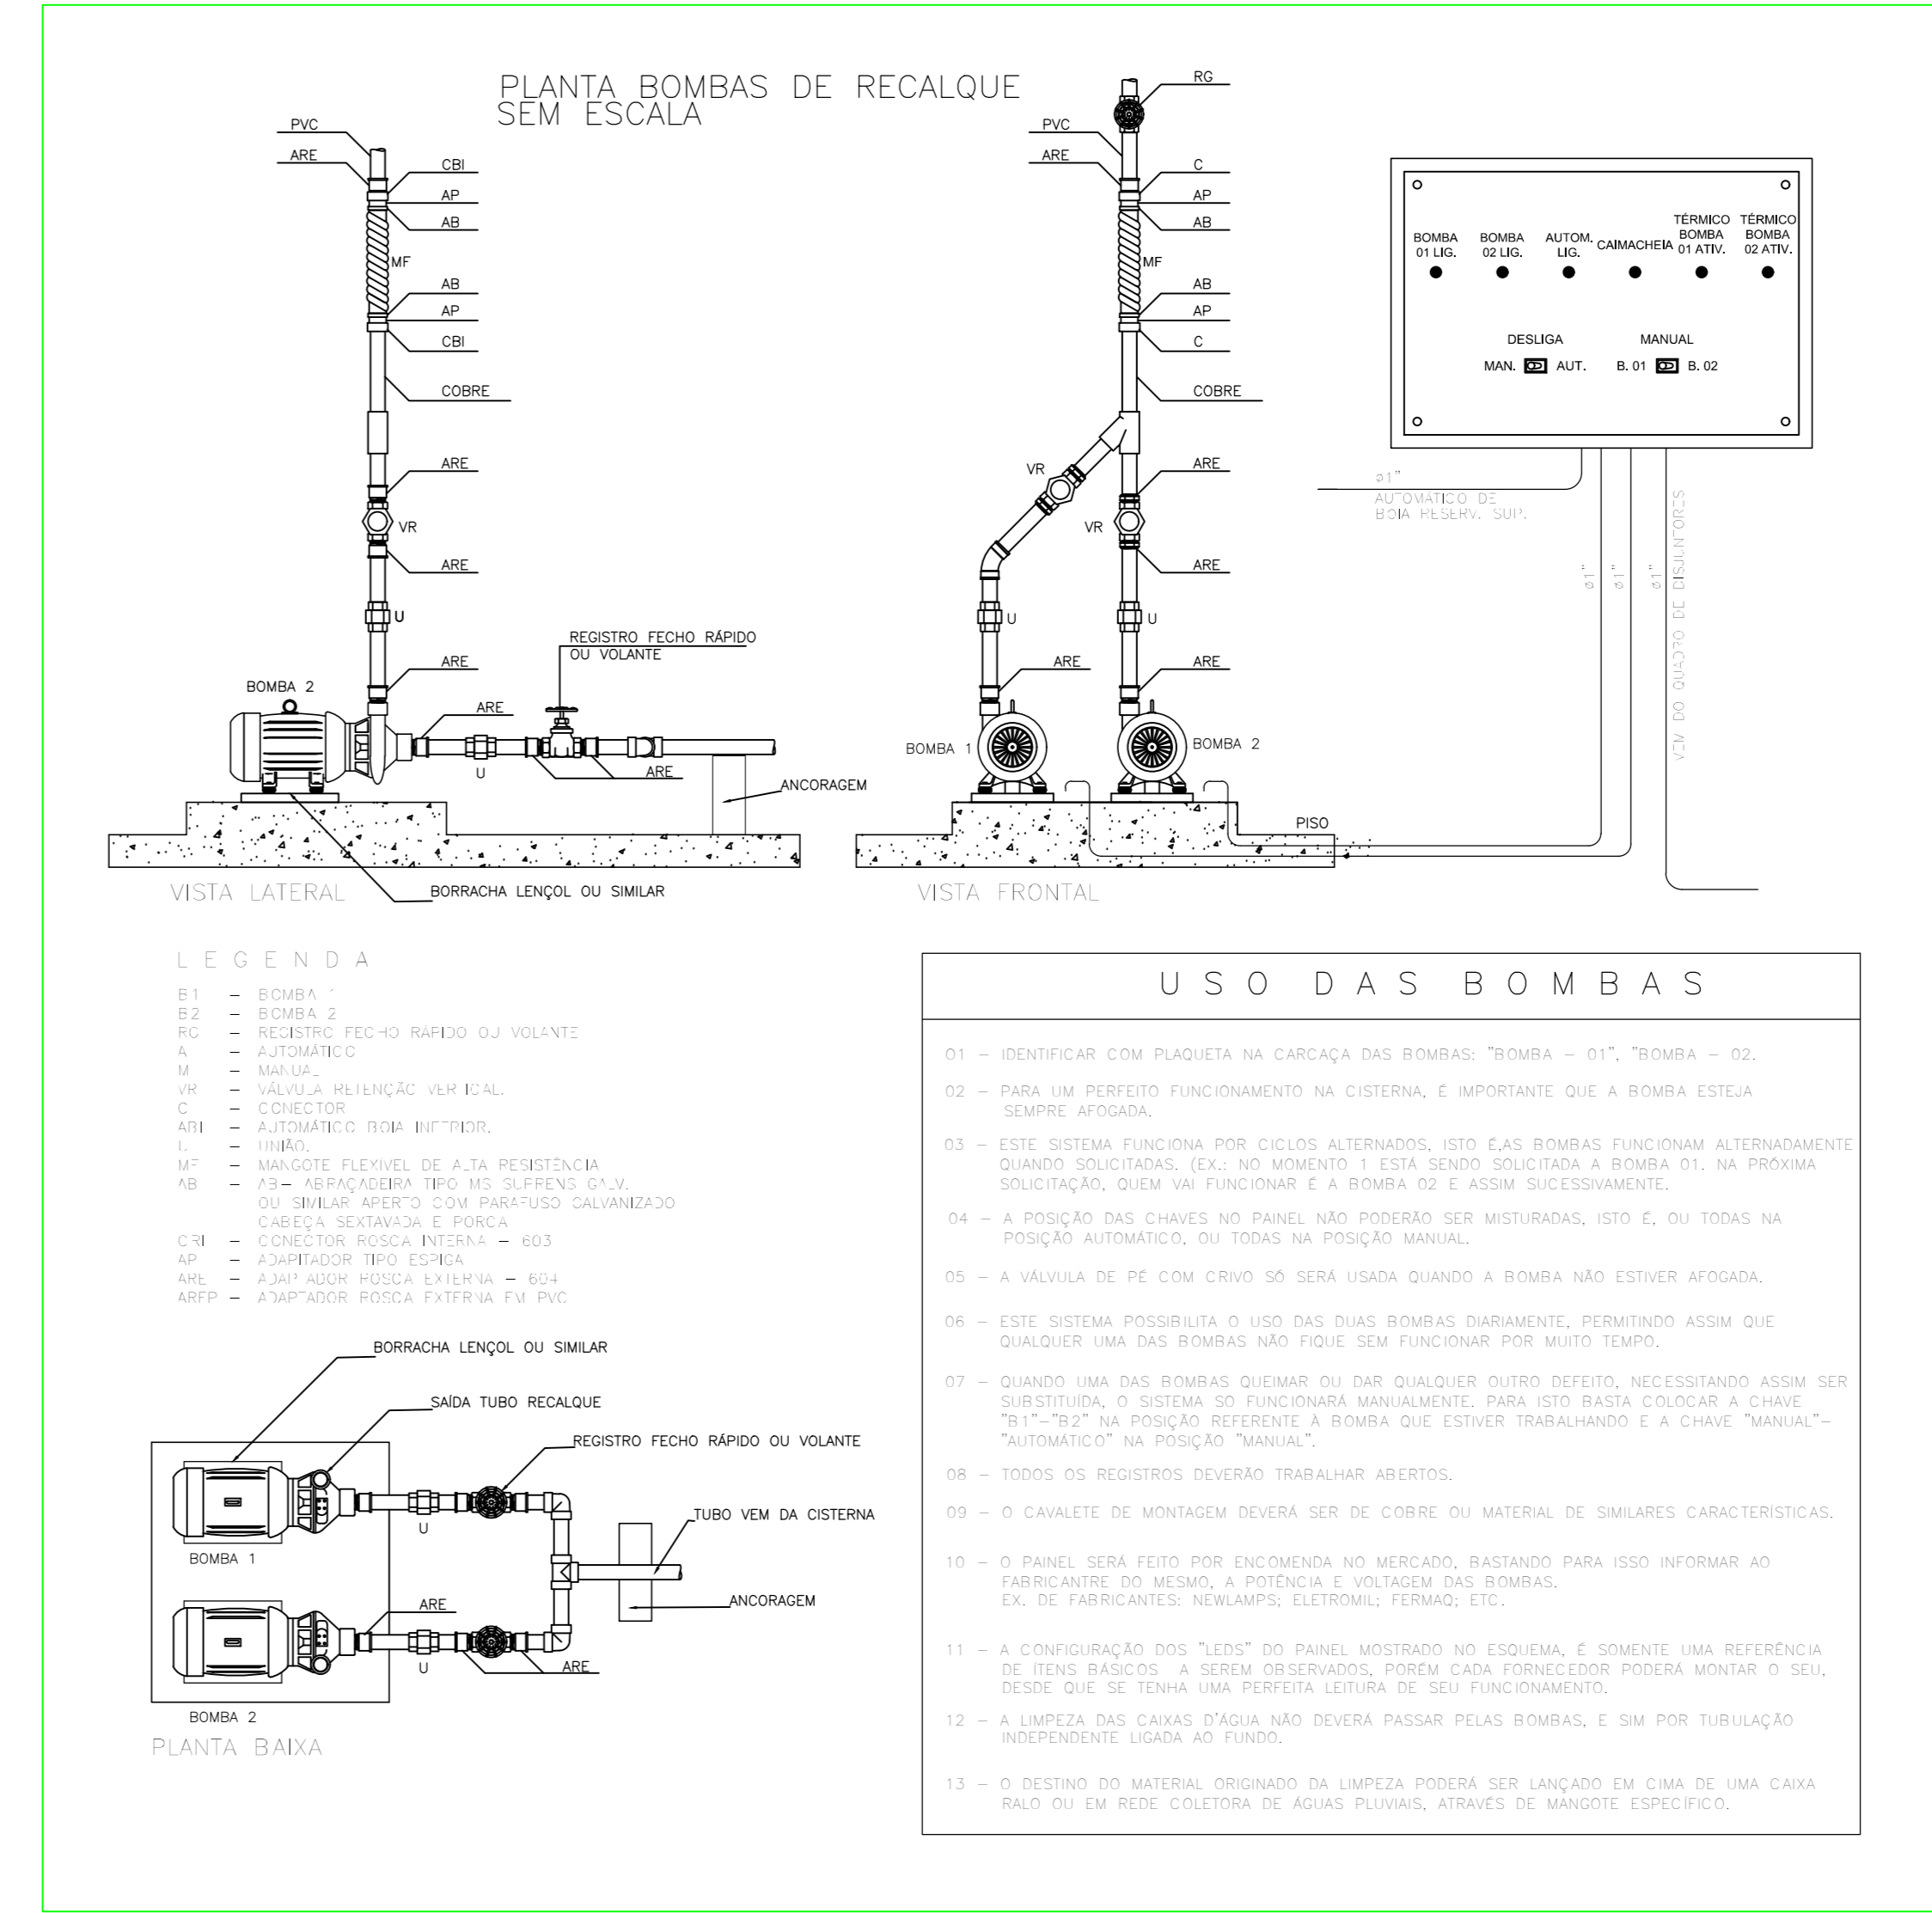 PLANTA BOMBAS DE RECALQUE
SEM ESCALA
PVC
ARE
CBI
AP
AB
MF
AB
AP
CBI
COBRE
ARE
VR
ARE
U
ARE
REGISTRO FECHO RÁPIDO
OU VOLANTE
BOMBA 2
ARE
U
ARE
ANCORAGEM
VISTA LATERAL
BORRACHA LENÇOL OU SIMILAR
RG
PVC
ARE
C
AP
AB
MF
AB
AP
C
COBRE
VR
ARE
VR
ARE
U
U
ARE
ARE
BOMBA 1
BOMBA 2
PISO
VISTA FRONTAL
BOMBA
01 LIG.
BOMBA
02 LIG.
AUTOM.
LIG.
CAIMACHEIA
TÉRMICO
BOMBA
01 ATIV.
TÉRMICO
BOMBA
02 ATIV.
DESLIGA
MAN. AUT.
MANUAL
B. 01 B. 02
ø1"
AUTOMÁTICO DE
BOIA RESERV. SUP.
ø1"
ø1"
ø1"
VEM DO QUADRO DE DISJUNTORES
LEGENDA
B1 – BOMBA 1
B2 – BOMBA 2
– REGISTRO FECHO RÁPIDO OU VOLANTE
A – AUTOMÁTICO
M – MANUAL
VR – VÁLVULA RETENÇÃO VERTICAL.
C – CONECTOR
ABI – AUTOMÁTICO BOIA INFERIOR.
U – UNIÃO.
MF – MANGOTE FLEXÍVEL DE ALTA RESISTÊNCIA
AB – AB– ABRAÇADEIRA TIPO MS SUPRENS GALV.
OU SIMILAR APERTO COM PARAFUSO GALVANIZADO
CABEÇA SEXTAVADA E PORCA
CBI – CONECTOR ROSCA INTERNA – 603
AP – ADAPITADOR TIPO ESPIGA
ARE – ADAPTADOR ROSCA EXTERNA – 604
AREP – ADAPTADOR ROSCA EXTERNA EM PVC
BORRACHA LENÇOL OU SIMILAR
SAÍDA TUBO RECALQUE
REGISTRO FECHO RÁPIDO OU VOLANTE
TUBO VEM DA CISTERNA
U
BOMBA 1
ANCORAGEM
ARE
U
ARE
BOMBA 2
PLANTA BAIXA
USO DAS BOMBAS
01 – IDENTIFICAR COM PLAQUETA NA CARCAÇA DAS BOMBAS: "BOMBA – 01", "BOMBA – 02.
02 – PARA UM PERFEITO FUNCIONAMENTO NA CISTERNA, É IMPORTANTE QUE A BOMBA ESTEJA
SEMPRE AFOGADA.
03 – ESTE SISTEMA FUNCIONA POR CICLOS ALTERNADOS, ISTO É,AS BOMBAS FUNCIONAM ALTERNADAMENTE
QUANDO SOLICITADAS. (EX.: NO MOMENTO 1 ESTÁ SENDO SOLICITADA A BOMBA 01. NA PRÓXIMA
SOLICITAÇÃO, QUEM VAI FUNCIONAR É A BOMBA 02 E ASSIM SUCESSIVAMENTE.
04 – A POSIÇÃO DAS CHAVES NO PAINEL NÃO PODERÃO SER MISTURADAS, ISTO É, OU TODAS NA
POSIÇÃO AUTOMÁTICO, OU TODAS NA POSIÇÃO MANUAL.
05 – A VÁLVULA DE PÉ COM CRIVO SÓ SERÁ USADA QUANDO A BOMBA NÃO ESTIVER AFOGADA.
06 – ESTE SISTEMA POSSIBILITA O USO DAS DUAS BOMBAS DIARIAMENTE, PERMITINDO ASSIM QUE
QUALQUER UMA DAS BOMBAS NÃO FIQUE SEM FUNCIONAR POR MUITO TEMPO.
07 – QUANDO UMA DAS BOMBAS QUEIMAR OU DAR QUALQUER OUTRO DEFEITO, NECESSITANDO ASSIM SER
SUBSTITUÍDA, O SISTEMA SO FUNCIONARÁ MANUALMENTE. PARA ISTO BASTA COLOCAR A CHAVE
"B1"–"B2" NA POSIÇÃO REFERENTE À BOMBA QUE ESTIVER TRABALHANDO E A CHAVE "MANUAL"–
"AUTOMÁTICO" NA POSIÇÃO "MANUAL".
08 – TODOS OS REGISTROS DEVERÃO TRABALHAR ABERTOS.
09 – O CAVALETE DE MONTAGEM DEVERÁ SER DE COBRE OU MATERIAL DE SIMILARES CARACTERÍSTICAS.
10 – O PAINEL SERÁ FEITO POR ENCOMENDA NO MERCADO, BASTANDO PARA ISSO INFORMAR AO
FABRICANTRE DO MESMO, A POTÊNCIA E VOLTAGEM DAS BOMBAS.
EX. DE FABRICANTES: NEWLAMPS; ELETROMIL; FERMAQ; ETC.
11 – A CONFIGURAÇÃO DOS "LEDS" DO PAINEL MOSTRADO NO ESQUEMA, É SOMENTE UMA REFERÊNCIA
DE ÍTENS BÁSICOS A SEREM OBSERVADOS, PORÉM CADA FORNECEDOR PODERÁ MONTAR O SEU,
DESDE QUE SE TENHA UMA PERFEITA LEITURA DE SEU FUNCIONAMENTO.
12 – A LIMPEZA DAS CAIXAS D'ÁGUA NÃO DEVERÁ PASSAR PELAS BOMBAS, E SIM POR TUBULAÇÃO
INDEPENDENTE LIGADA AO FUNDO.
13 – O DESTINO DO MATERIAL ORIGINADO DA LIMPEZA PODERÁ SER LANÇADO EM CIMA DE UMA CAIXA
RALO OU EM REDE COLETORA DE ÁGUAS PLUVIAIS, ATRAVÉS DE MANGOTE ESPECÍFICO.